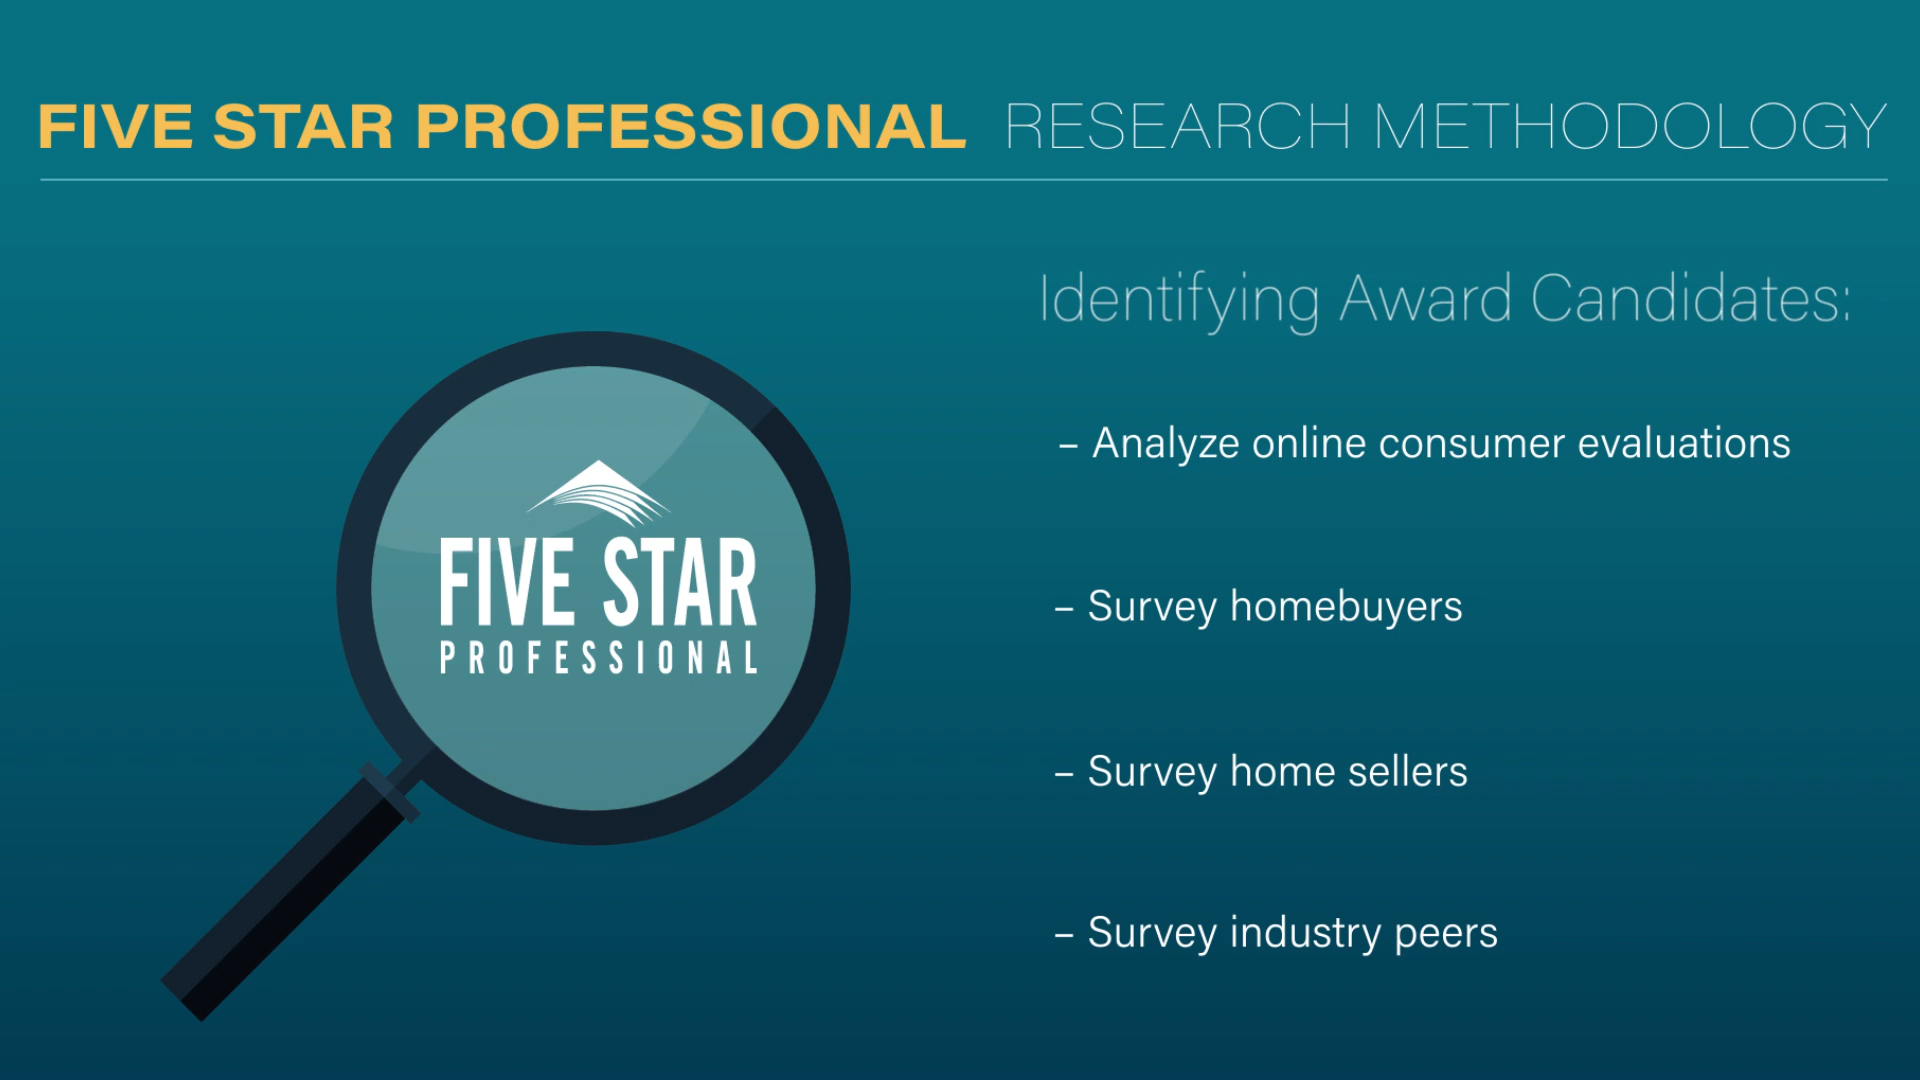 FIVE STAR PROFESSIONAL RESEARCH METHODOLOGY
Identifying Award Candidates:
– Analyze online consumer evaluations
– Survey homebuyers
– Survey home sellers
– Survey industry peers
FIVE STAR
PROFESSIONAL